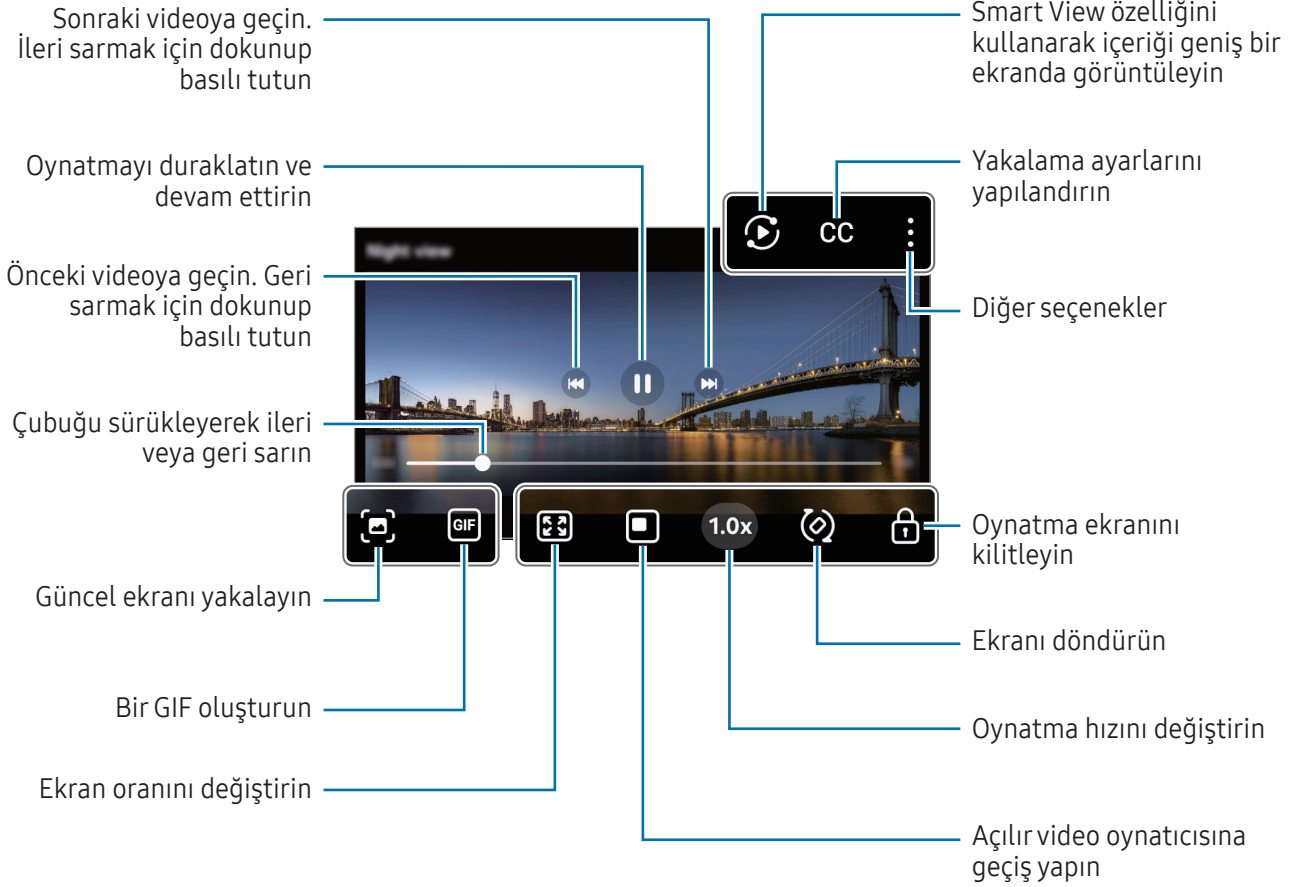 Sonraki videoya geçin.
İleri sarmak için dokunup
basılı tutun
Smart View özelliğini
kullanarak içeriği geniş bir
ekranda görüntüleyin
Oynatmayı duraklatın ve
devam ettirin
Yakalama ayarlarını
yapılandırın
CC
Night view
Önceki videoya geçin. Geri
sarmak için dokunup
basılı tutun
Diğer seçenekler
Çubuğu sürükleyerek ileri
veya geri sarın
GIF
1.0x
Oynatma ekranını
kilitleyin
Güncel ekranı yakalayın
Ekranı döndürün
Bir GIF oluşturun
Oynatma hızını değiştirin
Ekran oranını değiştirin
Açılır video oynatıcısına
geçiş yapın